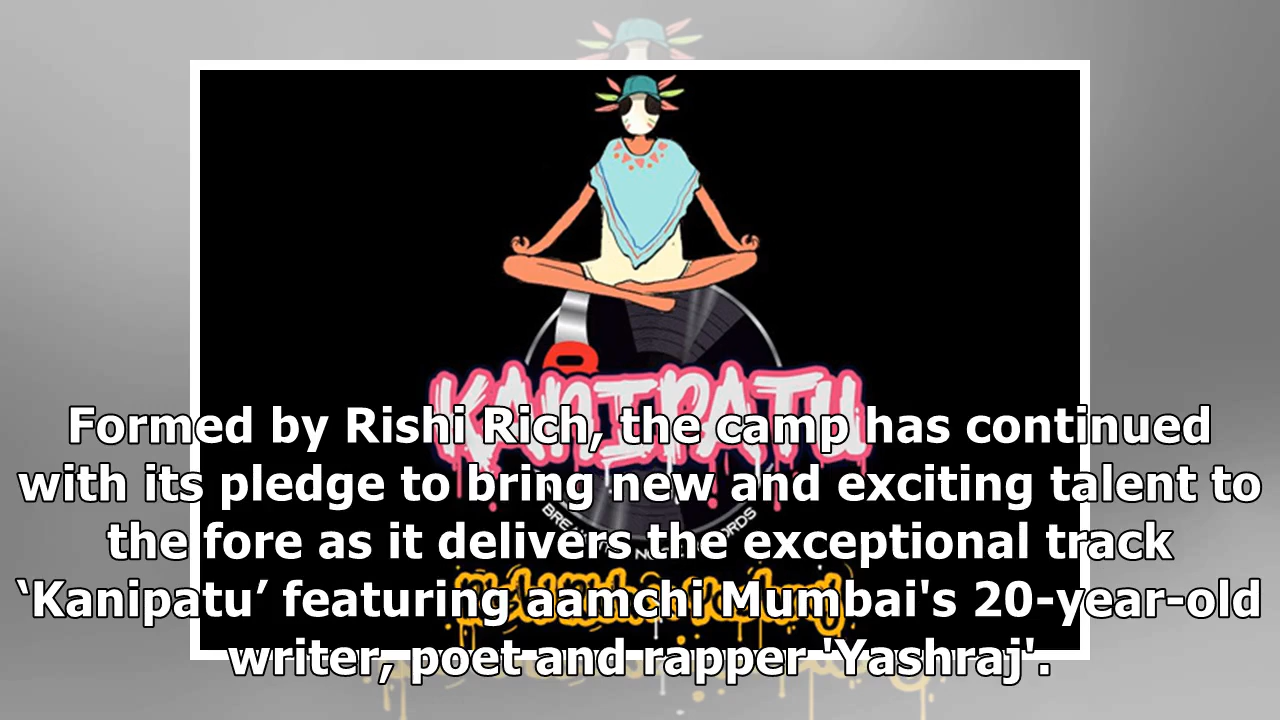 KANIPATU
Formed by Rishi Rich, the camp has continued
with its pledge to bring new and exciting talent to
the fore as it delivers the exceptional track
‘Kanipatu’ featuring aamchi Mumbai's 20-year-old
writer, poet and rapper 'Yashraj'.